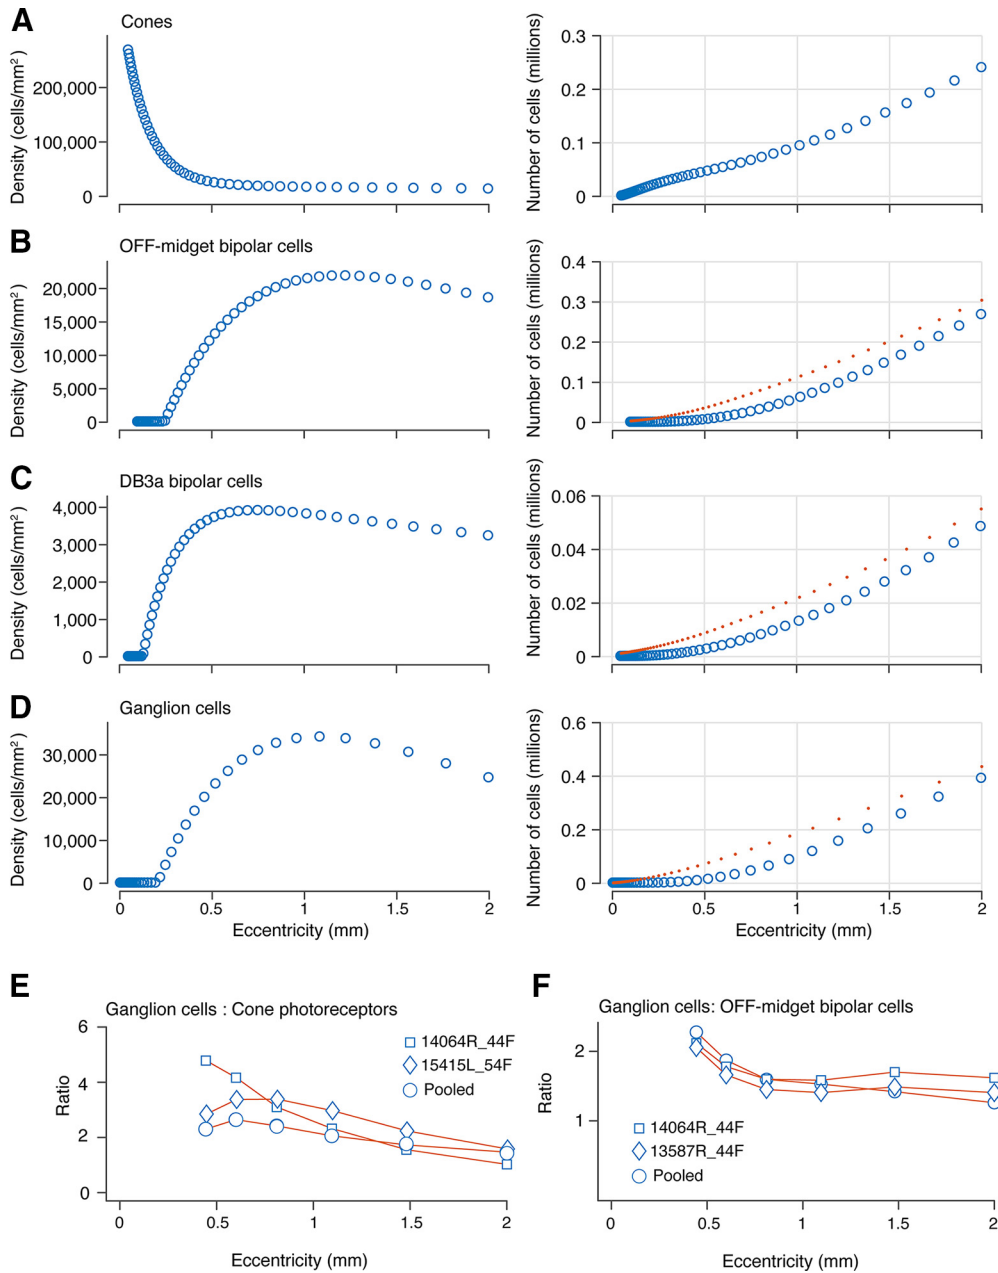 A
Cones
Density (cells/mm²)
200,000
100,000
0
0
0.5
1
1.5
2
Number of cells (millions)
0.3
0.2
0.1
0
0
0.5
1
1.5
2
Eccentricity (mm)
B
OFF-midget bipolar cells
Density (cells/mm²)
20,000
15,000
10,000
5,000
0
Number of cells (millions)
0.4
0.3
0.2
0.1
0
C
DB3a bipolar cells
Density (cells/mm²)
4,000
3,000
2,000
1,000
0
Number of cells (millions)
0.06
0.04
0.02
0
D
Ganglion cells
Density (cells/mm²)
30,000
20,000
10,000
0
Eccentricity (mm)
Number of cells (millions)
0.6
0.4
0.2
0
E
Ganglion cells : Cone photoreceptors
Ratio
6
4
2
0
14064R_44F
15415L_54F
Pooled
0
0.5
1
1.5
2
Eccentricity (mm)
F
Ganglion cells: OFF-midget bipolar cells
Ratio
2
1
14064R_44F
13587R_44F
Pooled
0
0.5
1
1.5
2
Eccentricity (mm)